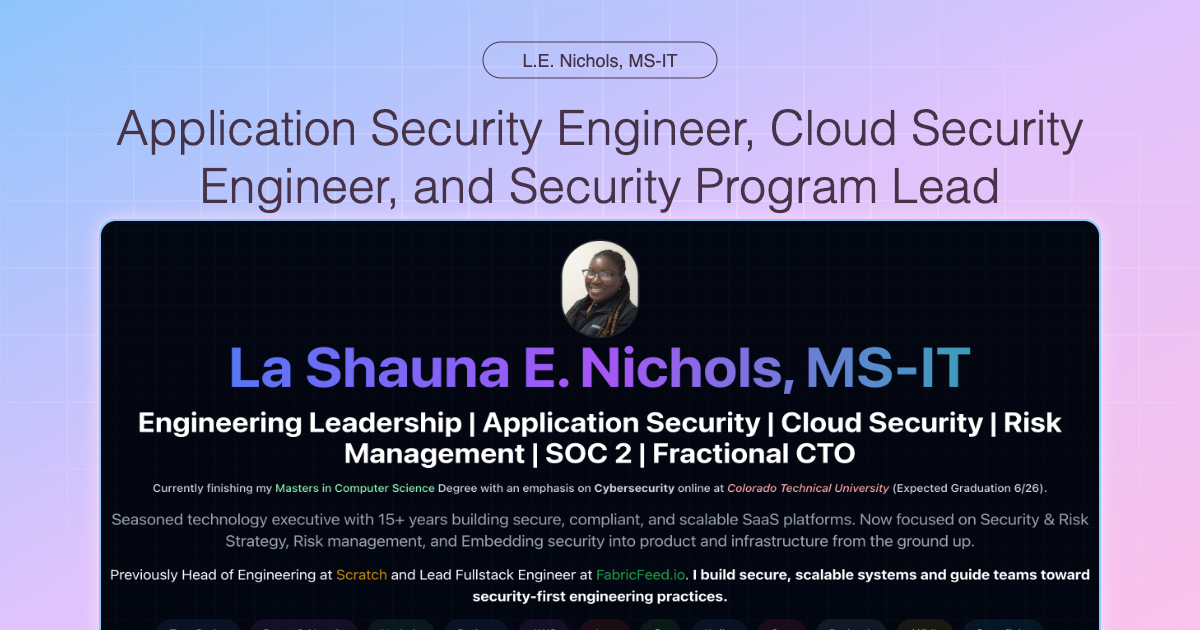 L.E. Nichols, MS-IT
Application Security Engineer, Cloud Security
Engineer, and Security Program Lead
La Shauna E. Nichols, MS-IT
Engineering Leadership | Application Security | Cloud Security | Risk
Management | SOC 2 | Fractional CTO
Currently finishing my Masters in Computer Science Degree with an emphasis on Cybersecurity online at Colorado Technical University (Expected Graduation 6/26).
Seasoned technology executive with 15+ years building secure, compliant, and scalable SaaS platforms. Now focused on Security & Risk
Strategy, Risk management, and Embedding security into product and infrastructure from the ground up.
Previously Head of Engineering at Scratch and Lead Fullstack Engineer at FabricFeed.io. I build secure, scalable systems and guide teams toward
security-first engineering practices.